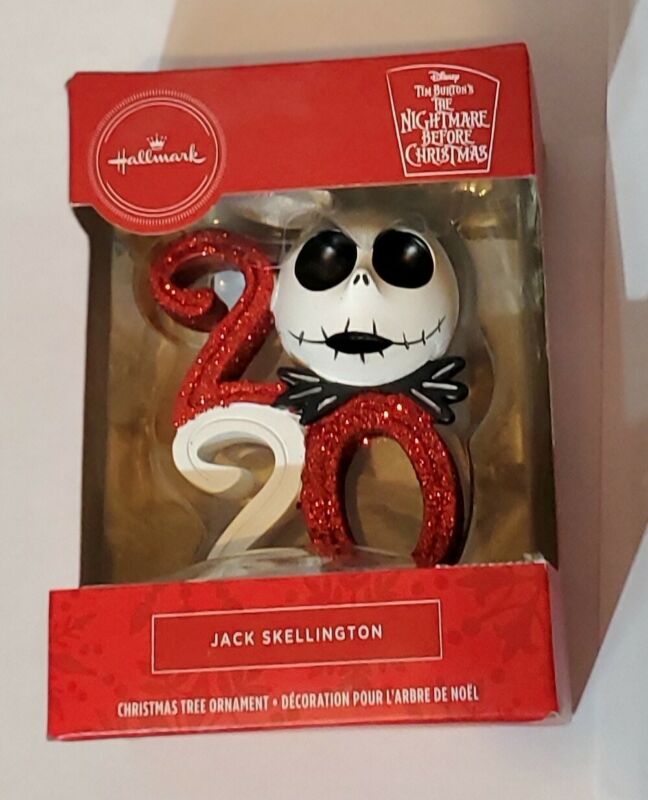 Hallmark
Disney
TIM BURTON'S
THE
NIGHTMARE
BEFORE
CHRISTMAS
2
20
JACK SKELLINGTON
CHRISTMAS TREE ORNAMENT • DÉCORATION POUR L'ARBRE DE NOËL